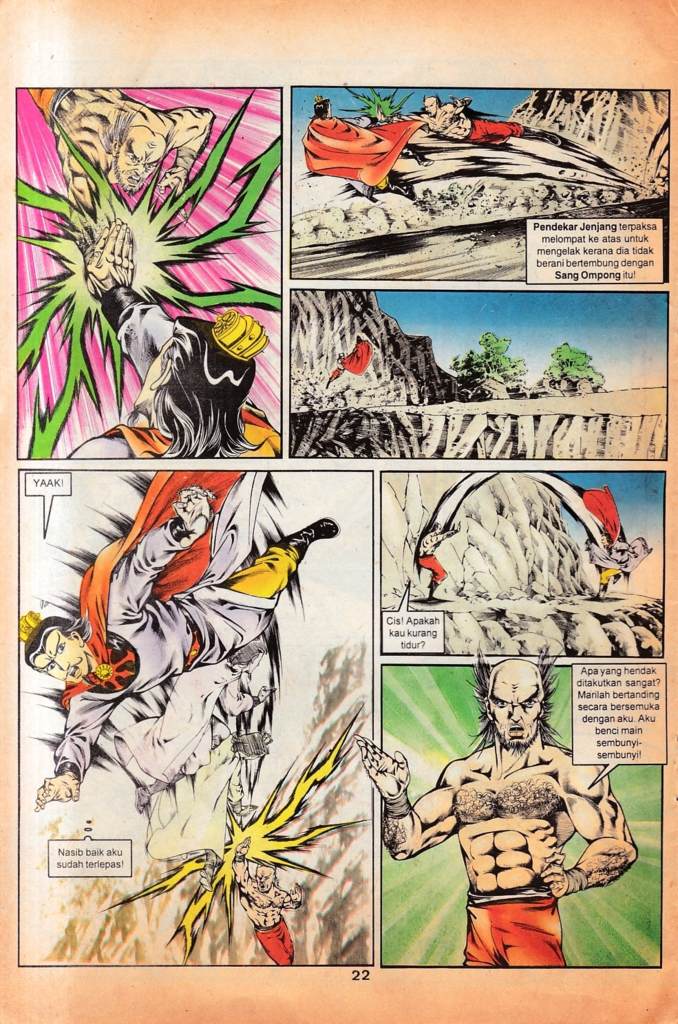 Pendekar Jenjang terpaksa
melompat ke atas untuk
mengelak kerana dia tidak
berani bertembung dengan
Sang Ompong itu!
YAAK!
Nasib baik aku
sudah terlepas!
Cis! Apakah
kau kurang
tidur?
Apa yang hendak
ditakutkan sangat?
Marilah bertanding
secara bersemuka
dengan aku. Aku
benci main
sembunyi-
sembunyi!
22